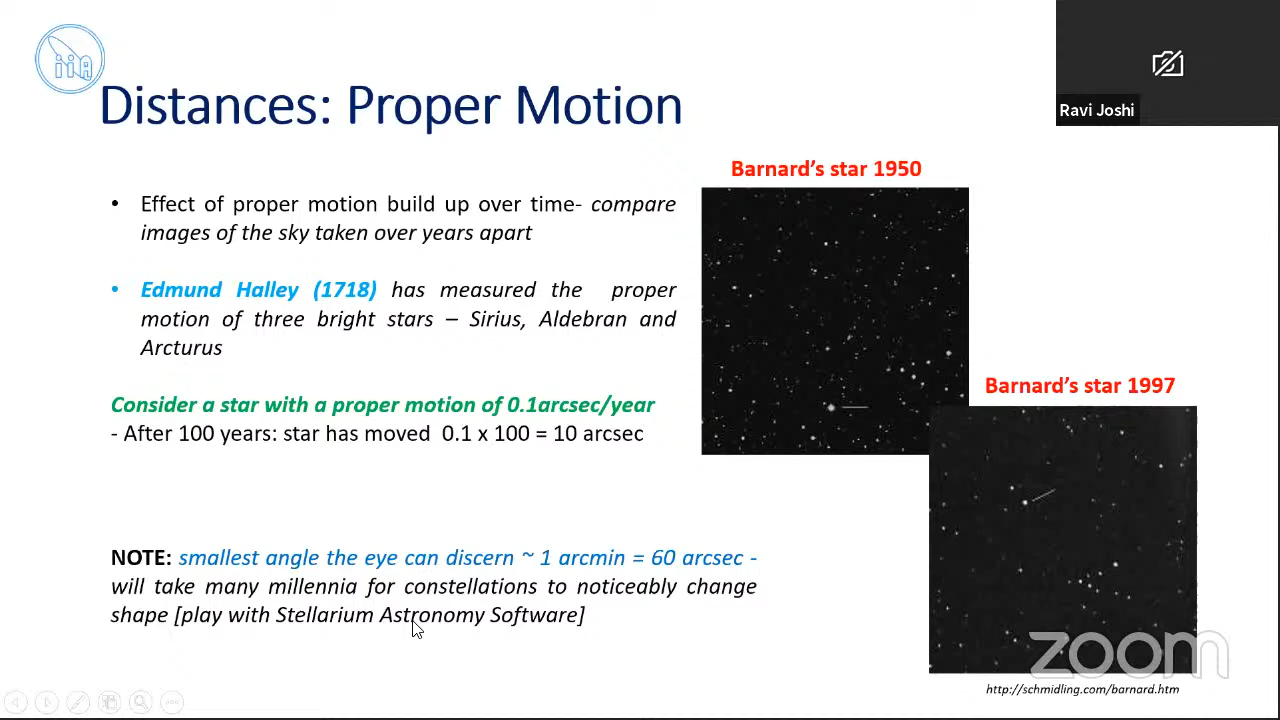 iiA
Distances: Proper Motion
Ravi Joshi
• Effect of proper motion build up over time- compare
images of the sky taken over years apart
• Edmund Halley (1718) has measured the proper
motion of three bright stars – Sirius, Aldebran and
Arcturus
Consider a star with a proper motion of 0.1arcsec/year
- After 100 years: star has moved 0.1 x 100 = 10 arcsec
NOTE: smallest angle the eye can discern ~ 1 arcmin = 60 arcsec -
will take many millennia for constellations to noticeably change
shape [play with Stellarium Astronomy Software]
Barnard’s star 1950
Barnard’s star 1997
zoom
http://schmidling.com/barnard.htm